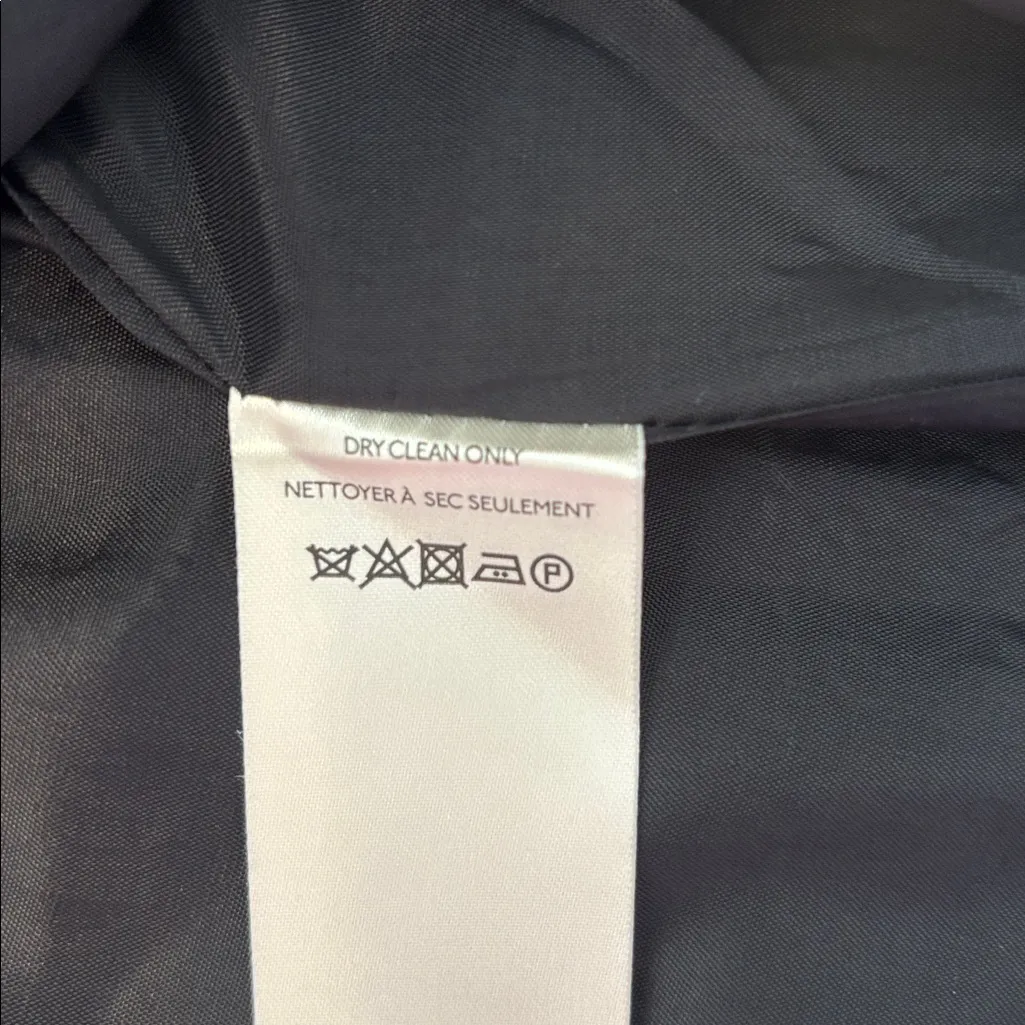 DRY CLEAN ONLY
NETTOYER À SEC SEULEMENT
P